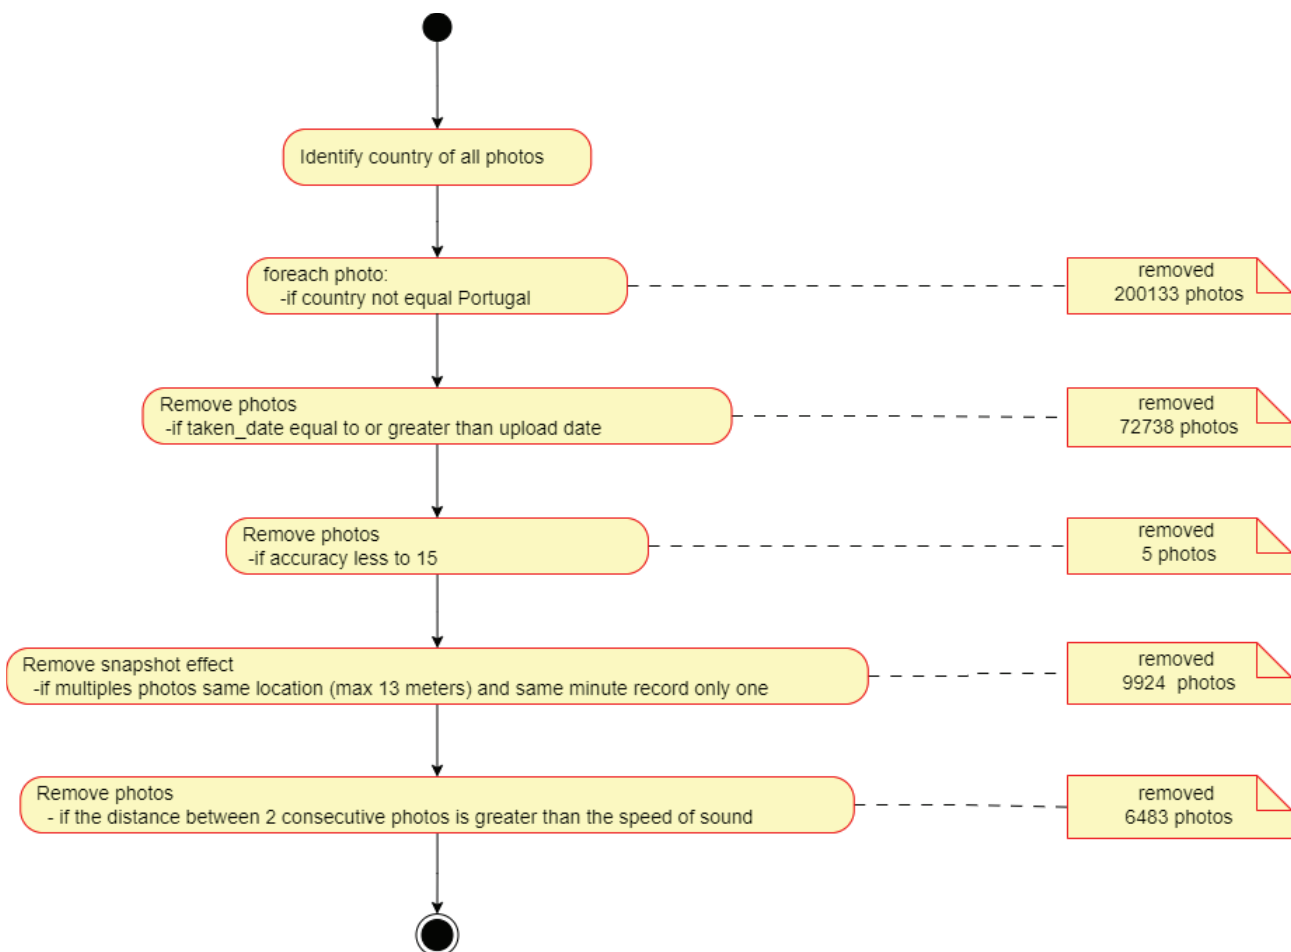 Identify country of all photos
foreach photo:
-if country not equal Portugal
removed
200133 photos
Remove photos
-if taken_date equal to or greater than upload date
removed
72738 photos
Remove photos
-if accuracy less to 15
removed
5 photos
Remove snapshot effect
-if multiples photos same location (max 13 meters) and same minute record only one
removed
9924 photos
Remove photos
- if the distance between 2 consecutive photos is greater than the speed of sound
removed
6483 photos